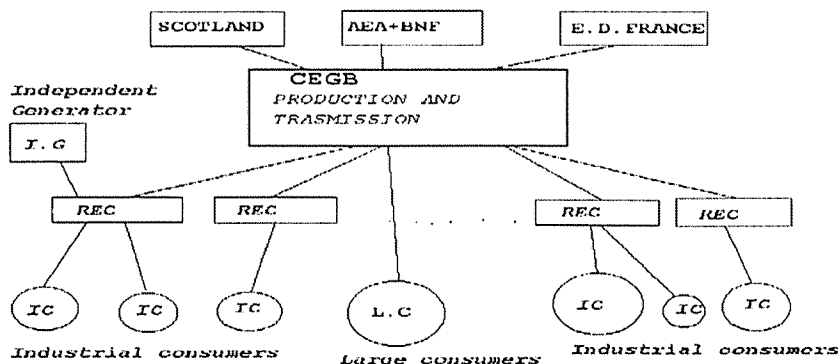 SCOTLAND
AEA+BNF
E.D.FRANCE
CEGB
PRODUCTION AND
TRASMISSION
Independent
Generator
I.G
REC
REC
REC
REC
IC
IC
IC
L.C
IC
IC
IC
Industrial consumers
Large consumers
Industrial consumers